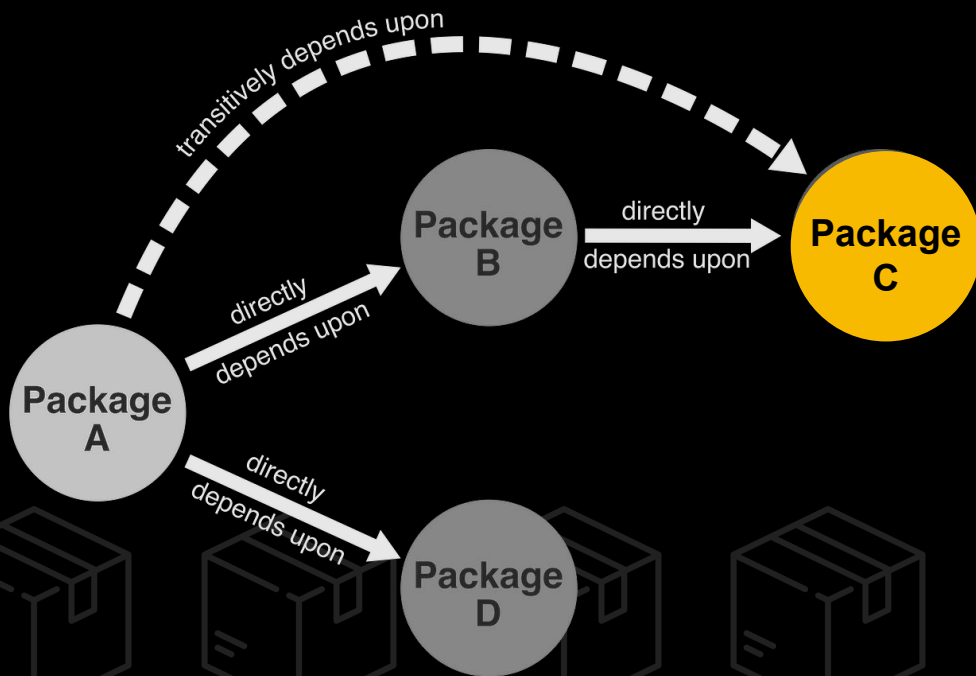 transitively depends upon
Package
B
directly
depends upon
Package
C
directly
depends upon
Package
A
directly
depends upon
Package
D